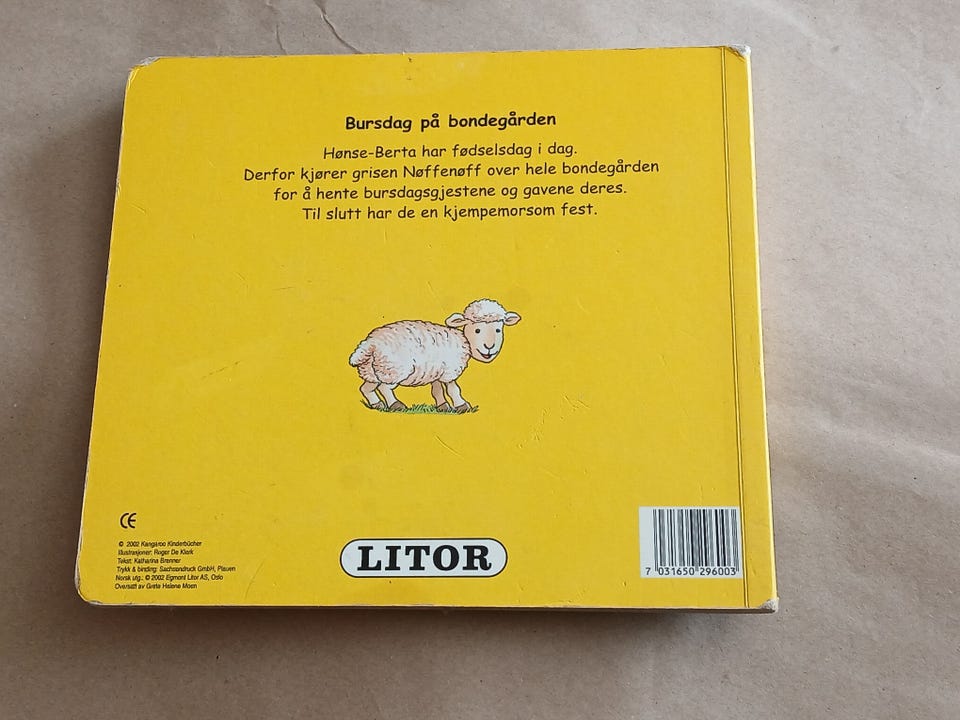 Bursdag på bondegården
Hønse-Berta har fødselsdag i dag.
Derfor kjører grisen Nøffenøff over hele bondegården
for å hente bursdagsgjestene og gavene deres.
Til slutt har de en kjempemorsom fest.
CE
© 2002 Kangaroo Kinderbücher
Illustrasjoner: Roger De Klerk
Tekst: Katharina Brenner
Trykk & binding: Sachsendruck GmbH, Plauen
Norsk utg.: © 2002 Egmont Litor AS, Oslo
Oversatt av Grete Helene Moen
LITOR
7 031650 296003